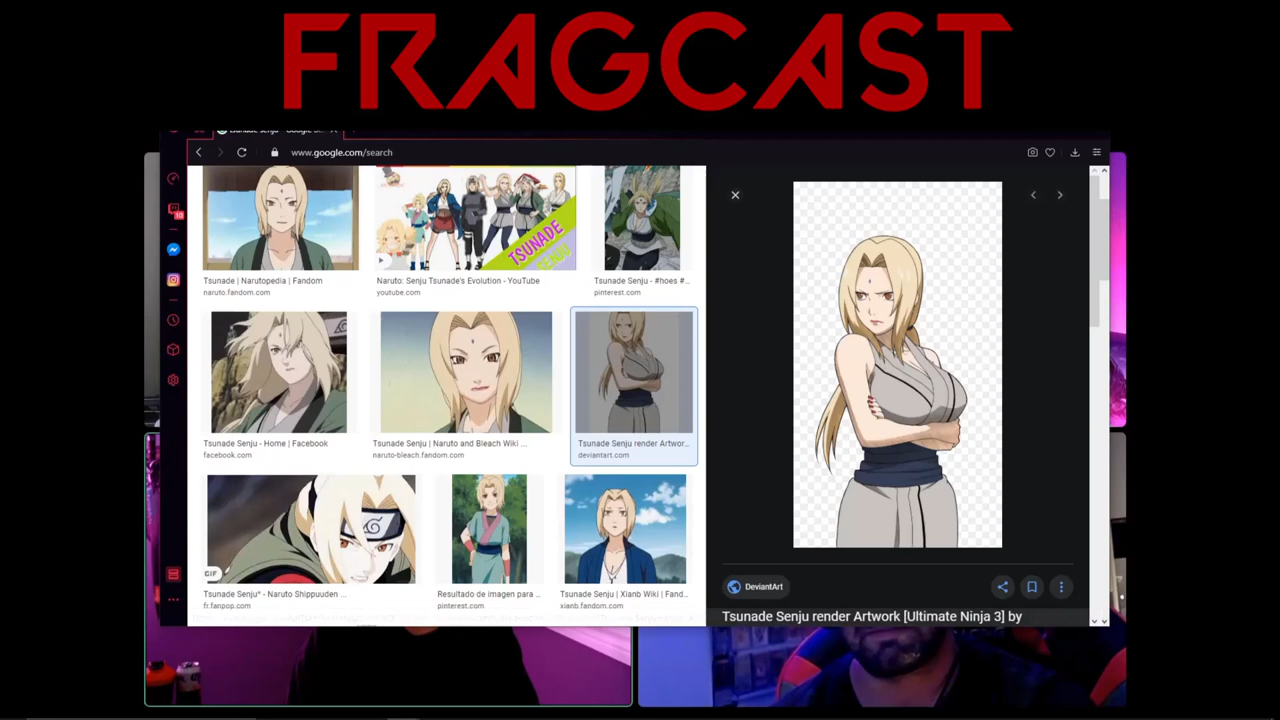 FRAGCAST
www.google.com/search
10
TSUNADE
SENJU
Tsunade | Narutopedia | Fandom
naruto.fandom.com
Naruto: Senju Tsunade's Evolution - YouTube
youtube.com
Tsunade Senju - #hoes #...
pinterest.com
Tsunade Senju - Home | Facebook
facebook.com
Tsunade Senju | Naruto and Bleach Wiki ...
naruto-bleach.fandom.com
Tsunade Senju render Artwor...
deviantart.com
GIF
Tsunade Senju* - Naruto Shippuuden ...
fr.fanpop.com
Resultado de imagen para ...
pinterest.com
Tsunade Senju | Xianb Wiki | Fand...
xianb.fandom.com
DeviantArt
Tsunade Senju render Artwork [Ultimate Ninja 3] by